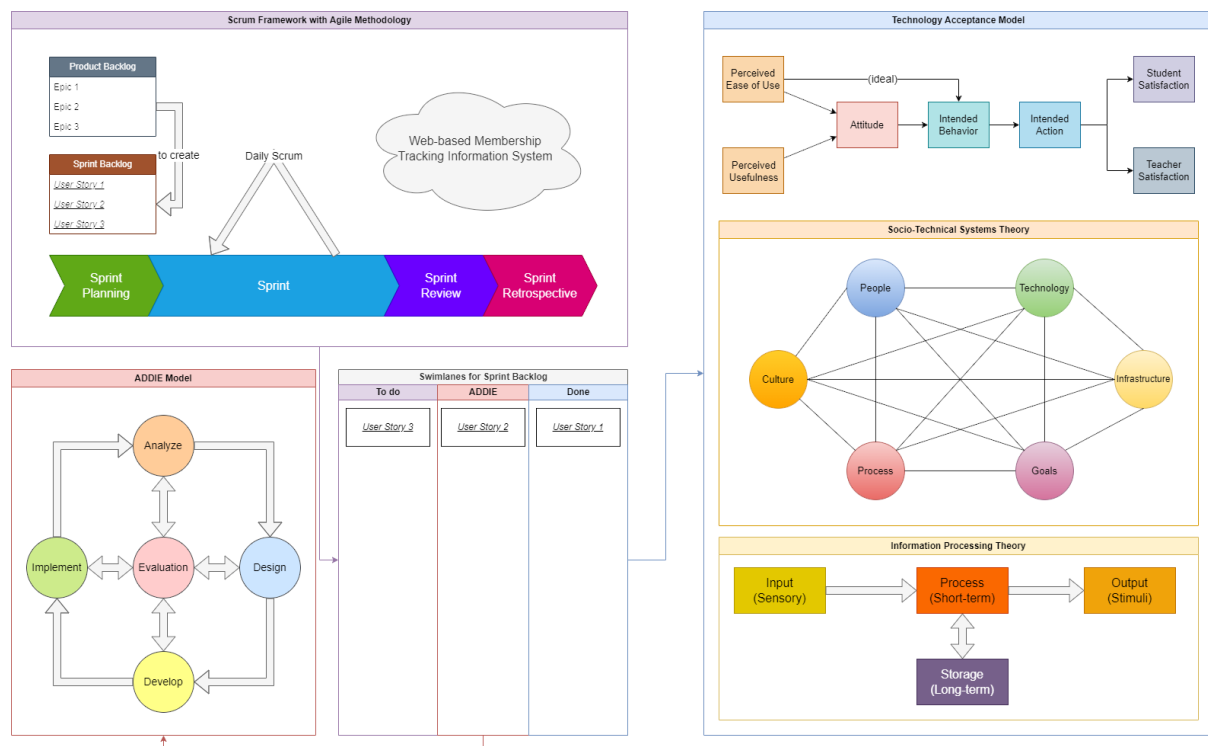 Scrum Framework with Agile Methodology
Product Backlog
Epic 1
Epic 2
Epic 3
to create
Sprint Backlog
User Story 1
User Story 2
User Story 3
Daily Scrum
Web-based Membership
Tracking Information System
Sprint
Planning
Sprint
Sprint
Review
Sprint
Retrospective
ADDIE Model
Analyze
Implement
Evaluation
Design
Develop
Swimlanes for Sprint Backlog
To do
ADDIE
Done
User Story 3
User Story 2
User Story 1
Technology Acceptance Model
Perceived
Ease of Use
(ideal)
Perceived
Usefulness
Attitude
Intended
Behavior
Intended
Action
Student
Satisfaction
Teacher
Satisfaction
Socio-Technical Systems Theory
People
Technology
Culture
Infrastructure
Process
Goals
Information Processing Theory
Input
(Sensory)
Process
(Short-term)
Output
(Stimuli)
Storage
(Long-term)